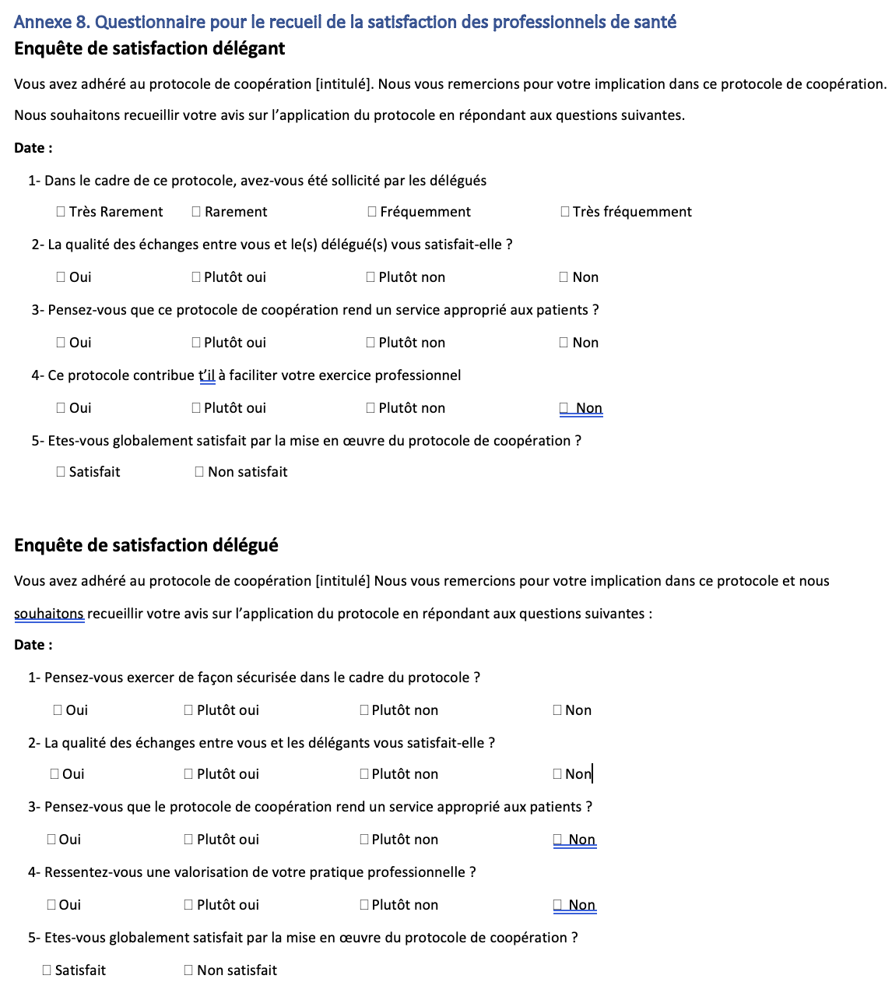 Annexe 8. Questionnaire pour le recueil de la satisfaction des professionnels de santé
Enquête de satisfaction délégant
Vous avez adhéré au protocole de coopération [intitulé]. Nous vous remercions pour votre implication dans ce protocole de coopération.
Nous souhaitons recueillir votre avis sur l’application du protocole en répondant aux questions suivantes.
Date :
1- Dans le cadre de ce protocole, avez-vous été sollicité par les délégués
☐ Très Rarement ☐ Rarement ☐ Fréquemment ☐ Très fréquemment
2- La qualité des échanges entre vous et le(s) délégué(s) vous satisfait-elle ?
☐ Oui ☐ Plutôt oui ☐ Plutôt non ☐ Non
3- Pensez-vous que ce protocole de coopération rend un service approprié aux patients ?
☐ Oui ☐ Plutôt oui ☐ Plutôt non ☐ Non
4- Ce protocole contribue t’il à faciliter votre exercice professionnel
☐ Oui ☐ Plutôt oui ☐ Plutôt non ☐ Non
5- Etes-vous globalement satisfait par la mise en œuvre du protocole de coopération ?
☐ Satisfait ☐ Non satisfait
Enquête de satisfaction délégué
Vous avez adhéré au protocole de coopération [intitulé] Nous vous remercions pour votre implication dans ce protocole et nous
souhaitons recueillir votre avis sur l’application du protocole en répondant aux questions suivantes :
Date :
1- Pensez-vous exercer de façon sécurisée dans le cadre du protocole ?
☐ Oui ☐ Plutôt oui ☐ Plutôt non ☐ Non
2- La qualité des échanges entre vous et les délégants vous satisfait-elle ?
☐ Oui ☐ Plutôt oui ☐ Plutôt non ☐ Non
3- Pensez-vous que le protocole de coopération rend un service approprié aux patients ?
☐ Oui ☐ Plutôt oui ☐ Plutôt non ☐ Non
4- Ressentez-vous une valorisation de votre pratique professionnelle ?
☐ Oui ☐ Plutôt oui ☐ Plutôt non ☐ Non
5- Etes-vous globalement satisfait par la mise en œuvre du protocole de coopération ?
☐ Satisfait ☐ Non satisfait